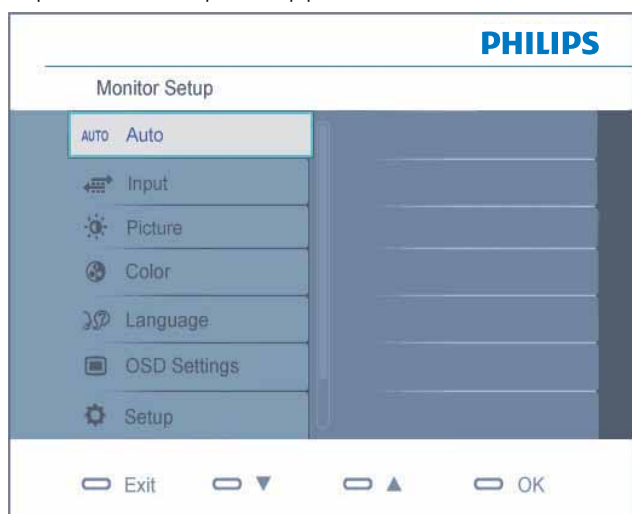 PHILIPS
Monitor Setup
AUTO Auto
Input
Picture
Color
Language
OSD Settings
Setup
Exit ▼ ▲ OK